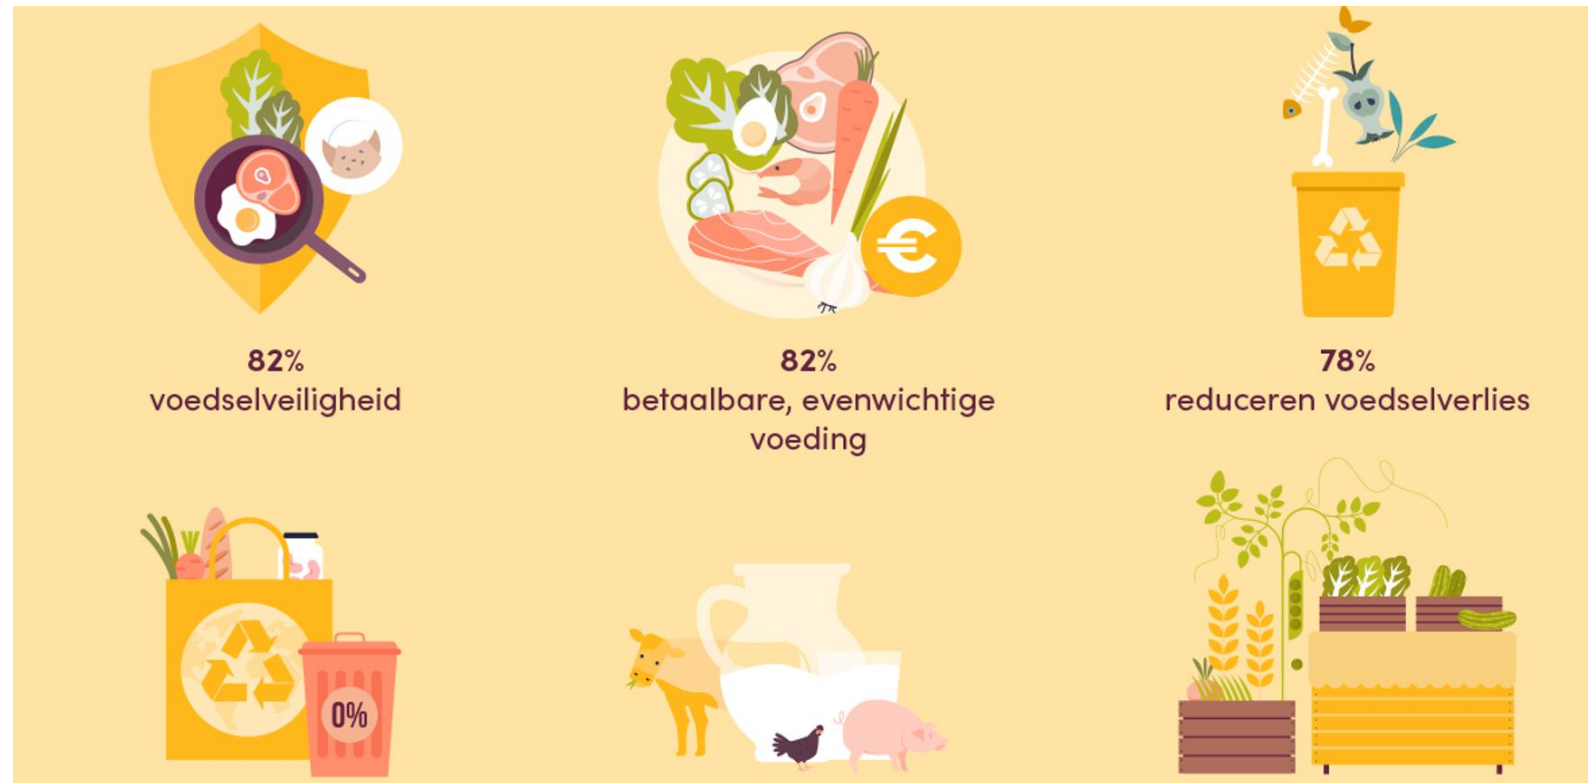 82%
voedselveiligheid
82%
betaalbare, evenwichtige
voeding
78%
reduceren voedselverlies
€
0%